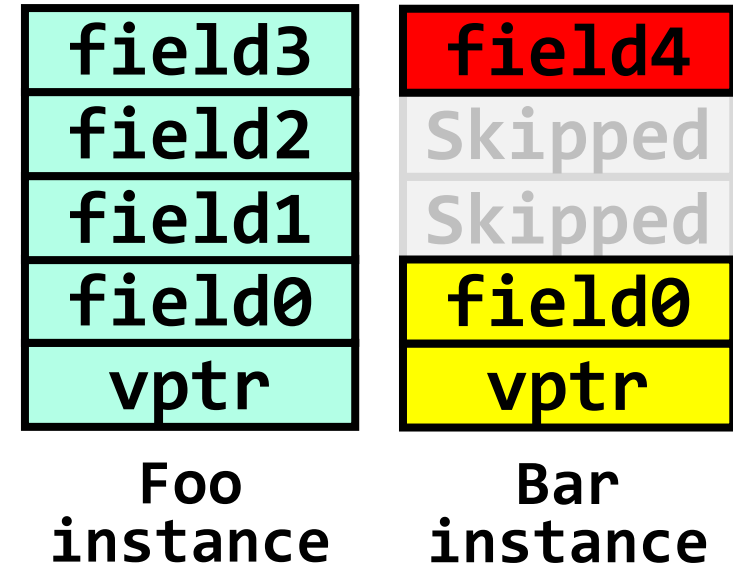 field3
field2
field1
field0
vptr
Foo
instance
field4
Skipped
Skipped
field0
vptr
Bar
instance